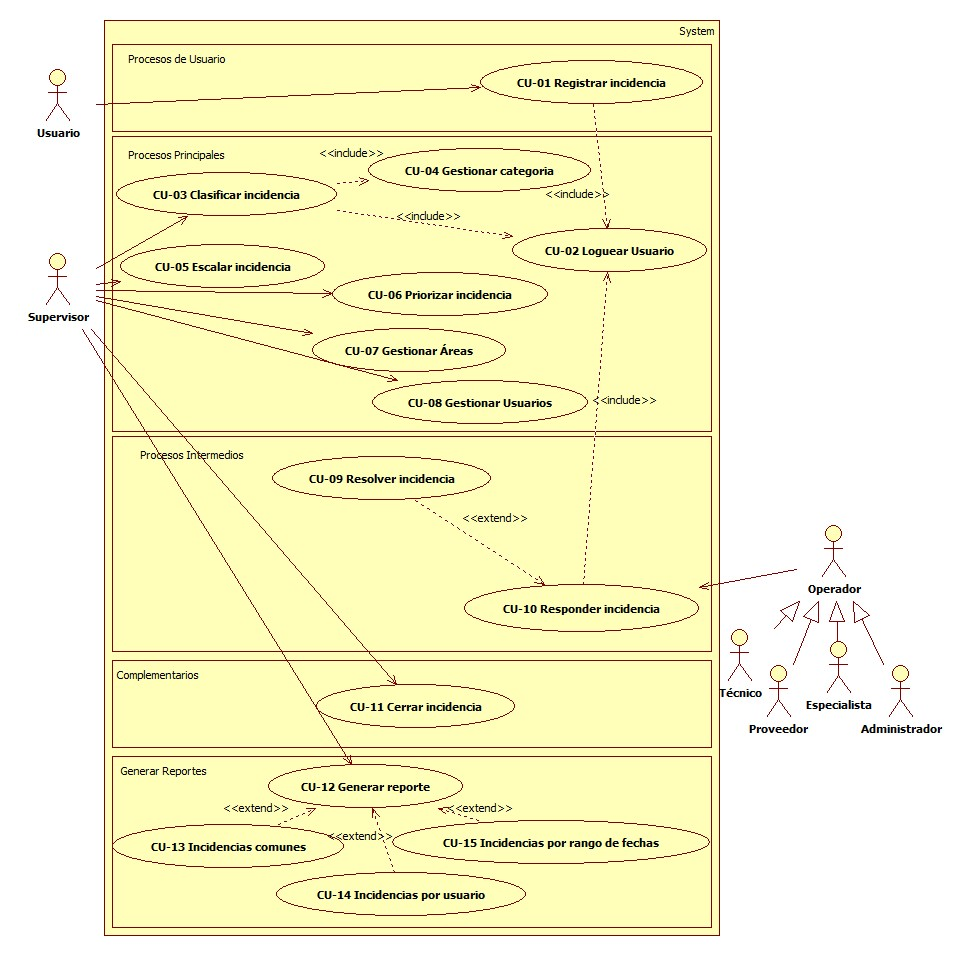 System
Procesos de Usuario
CU-01 Registrar incidencia
Usuario
Procesos Principales
<<include>>
CU-04 Gestionar categoria
CU-03 Clasificar incidencia
<<include>>
<<include>>
CU-02 Loguear Usuario
CU-05 Escalar incidencia
CU-06 Priorizar incidencia
Supervisor
CU-07 Gestionar Áreas
CU-08 Gestionar Usuarios
<<include>>
Procesos Intermedios
CU-09 Resolver incidencia
<<extend>>
Operador
CU-10 Responder incidencia
Complementarios
Técnico
Especialista
CU-11 Cerrar incidencia
Proveedor
Administrador
Generar Reportes
CU-12 Generar reporte
<<extend>>
<<extend>>
<<extend>>
CU-13 Incidencias comunes
CU-15 Incidencias por rango de fechas
CU-14 Incidencias por usuario